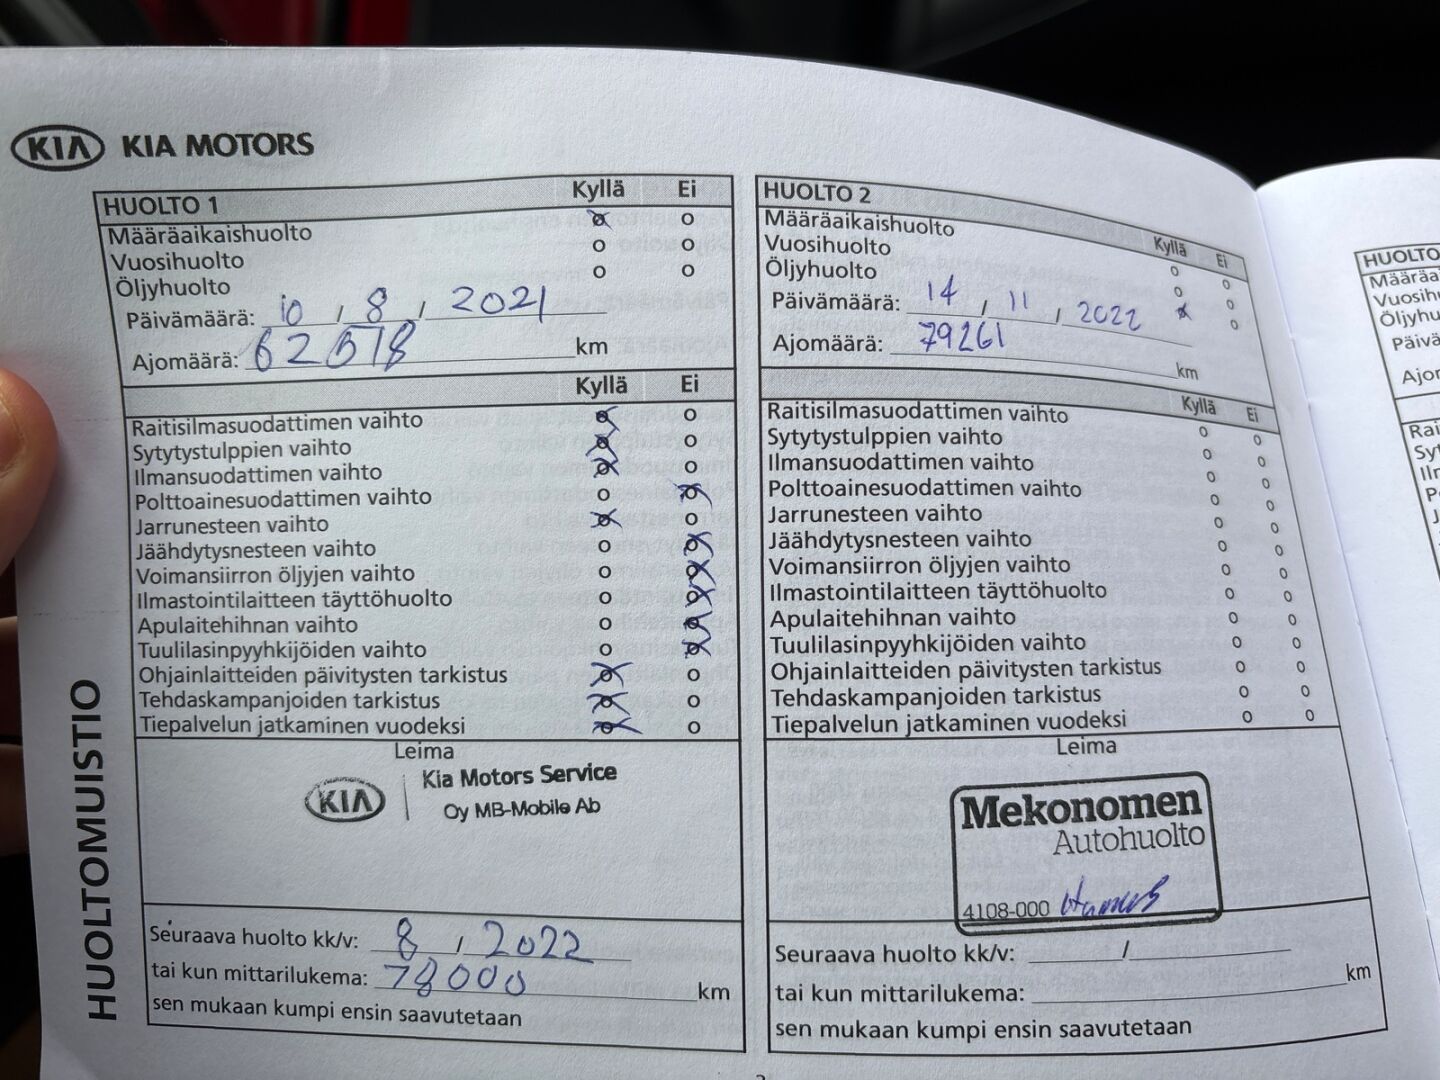 KIA KIA MOTORS
HUOLTO 1 Kyllä Ei
Määräaikaishuolto o o
Vuosihuolto o o
Öljyhuolto o o
Päivämäärä: 10 / 8 / 2021
Ajomäärä: 62518 km
Kyllä Ei
Raitisilmasuodattimen vaihto o o
Sytytystulppien vaihto o o
Ilmansuodattimen vaihto o o
Polttoainesuodattimen vaihto o o
Jarrunesteen vaihto o o
Jäähdytysnesteen vaihto o o
Voimansiirron öljyjen vaihto o o
Ilmastointilaitteen täyttöhuolto o o
Apulaitehihnan vaihto o o
Tuulilasinpyyhkijöiden vaihto o o
Ohjainlaitteiden päivitysten tarkistus o o
Tehdaskampanjoiden tarkistus o o
Tiepalvelun jatkaminen vuodeksi o o
Leima
KIA Kia Motors Service
Oy MB-Mobile Ab
Seuraava huolto kk/v: 8 / 2022
tai kun mittarilukema: 78000 km
sen mukaan kumpi ensin saavutetaan
HUOLTOMUISTIO
HUOLTO 2 Kyllä Ei
Määräaikaishuolto o o
Vuosihuolto o o
Öljyhuolto o
Päivämäärä: 14 / 11 / 2022
Ajomäärä: 79261 km
Kyllä Ei
Raitisilmasuodattimen vaihto o o
Sytytystulppien vaihto o o
Ilmansuodattimen vaihto o o
Polttoainesuodattimen vaihto o o
Jarrunesteen vaihto o o
Jäähdytysnesteen vaihto o o
Voimansiirron öljyjen vaihto o o
Ilmastointilaitteen täyttöhuolto o o
Apulaitehihnan vaihto o o
Tuulilasinpyyhkijöiden vaihto o o
Ohjainlaitteiden päivitysten tarkistus o o
Tehdaskampanjoiden tarkistus o o
Tiepalvelun jatkaminen vuodeksi o o
Leima
Mekonomen
Autohuolto
4108-000
Seuraava huolto kk/v: /
tai kun mittarilukema: km
sen mukaan kumpi ensin saavutetaan
HUOLTO
Määräa
Vuosihu
Öljyhu
Päivä
Ajom